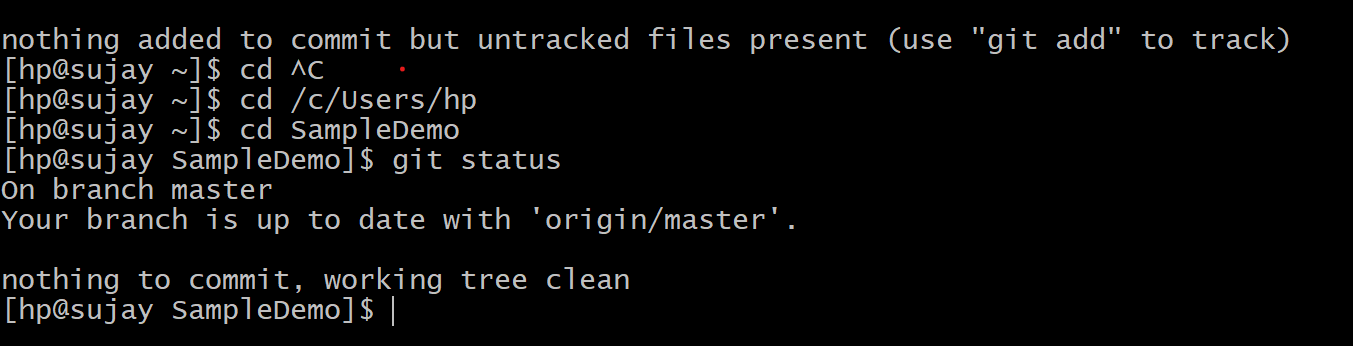 nothing added to commit but untracked files present (use "git add" to track)
[hp@sujay ~]$ cd ^C
[hp@sujay ~]$ cd /c/Users/hp
[hp@sujay ~]$ cd SampleDemo
[hp@sujay SampleDemo]$ git status
On branch master
Your branch is up to date with 'origin/master'.
nothing to commit, working tree clean
[hp@sujay SampleDemo]$